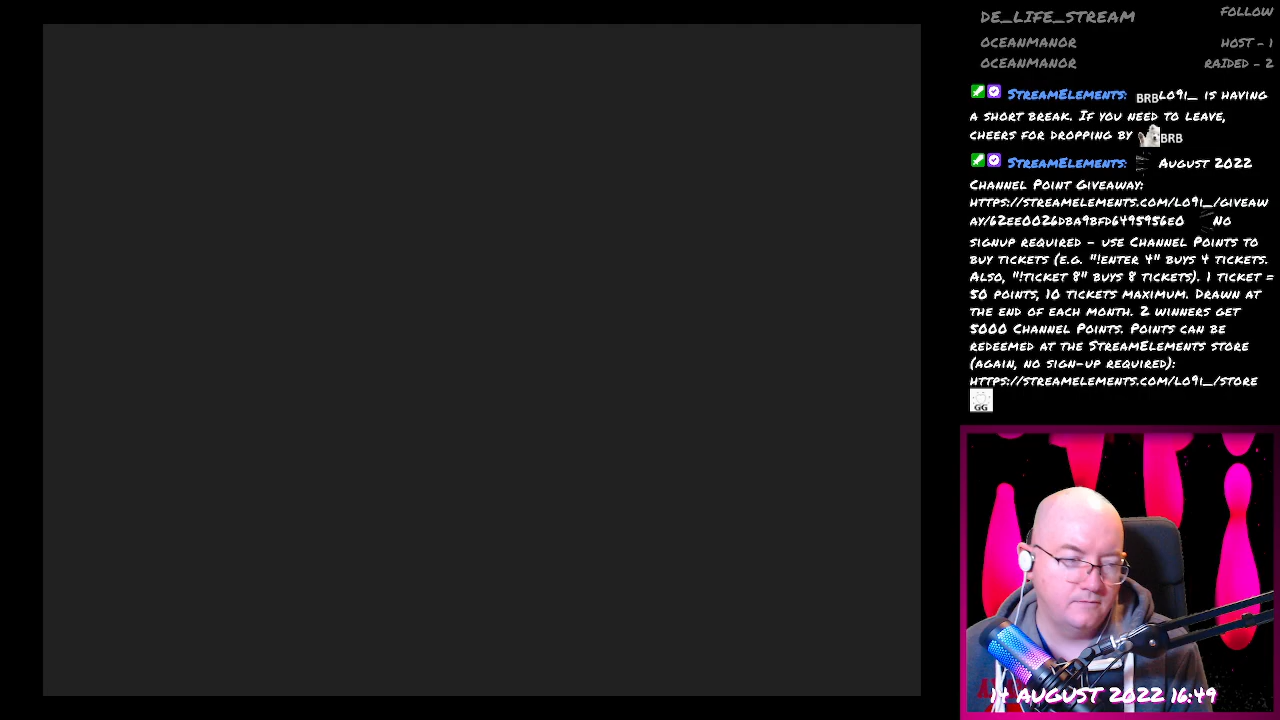 DE_LIFE_STREAM FOLLOW
OCEANMANOR HOST - 1
OCEANMANOR RAIDED - 2
StreamElements: BRB LO9I_ IS HAVING
A SHORT BREAK. IF YOU NEED TO LEAVE,
CHEERS FOR DROPPING BY BRB
StreamElements: August 2022
Channel Point Giveaway:
HTTPS://STREAMELEMENTS.COM/LO9I_/GIVEAW
AY/62EE0026DBA9BFD6495956E0 NO
SIGNUP REQUIRED - USE CHANNEL POINTS TO
BUY TICKETS (E.G. "!ENTER 4" BUYS 4 TICKETS.
ALSO, "!TICKET 8" BUYS 8 TICKETS). 1 TICKET =
50 POINTS, 10 TICKETS MAXIMUM. DRAWN AT
THE END OF EACH MONTH. 2 WINNERS GET
5000 CHANNEL POINTS. POINTS CAN BE
REDEEMED AT THE STREAMELEMENTS STORE
(AGAIN, NO SIGN-UP REQUIRED):
HTTPS://STREAMELEMENTS.COM/LO9I_/STORE
GG
14 AUGUST 2022 16:49